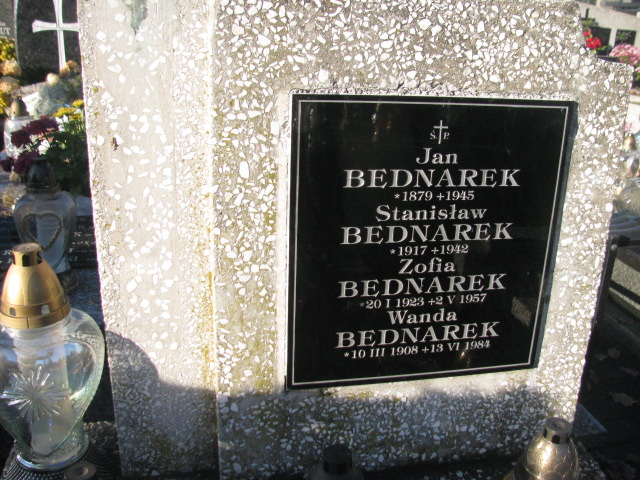 Ś P
Jan
BEDNAREK
*1879 +1945
Stanisław
BEDNAREK
*1917 +1942
Zofia
BEDNAREK
*20 I 1923 +2 V 1957
Wanda
BEDNAREK
*10 III 1908 +13 VI 1984